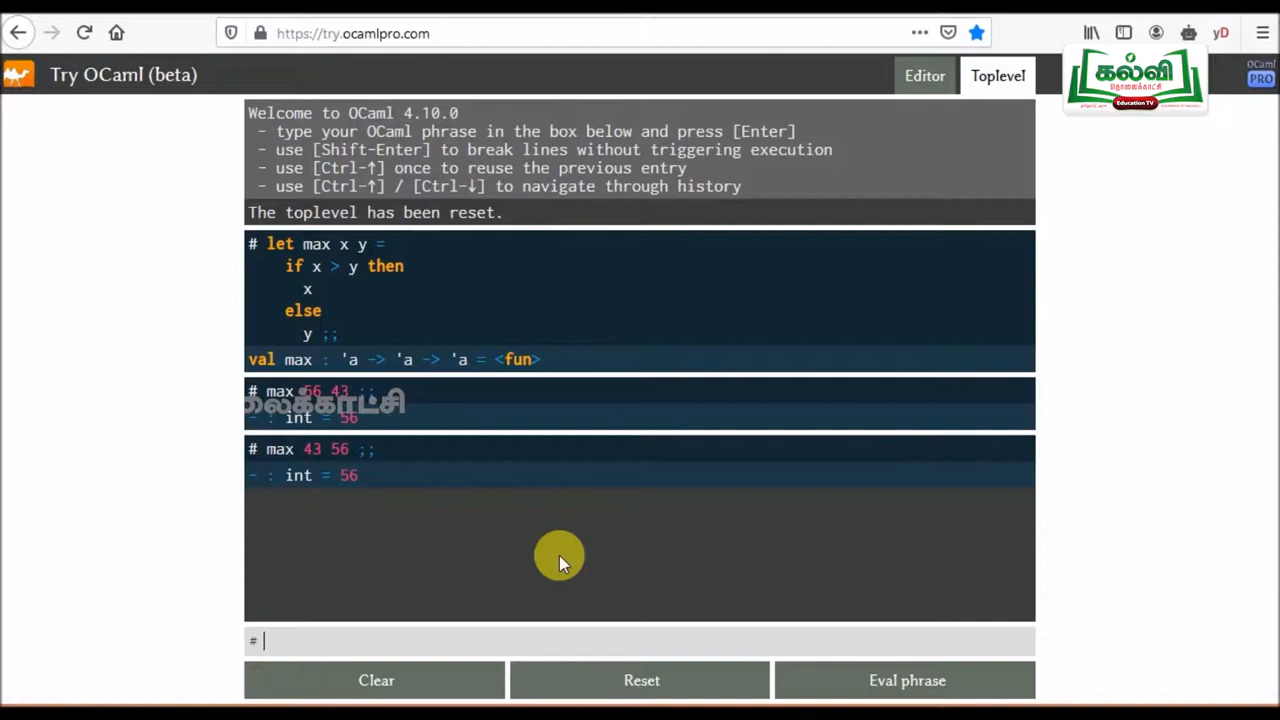 https://try.ocamlpro.com
yD
Try OCaml (beta)
Editor
Toplevel
கல்வி
தொலைக்காட்சி
Education TV
OCaml
PRO
Welcome to OCaml 4.10.0
- type your OCaml phrase in the box below and press [Enter]
- use [Shift-Enter] to break lines without triggering execution
- use [Ctrl-↑] once to reuse the previous entry
- use [Ctrl-↑] / [Ctrl-↓] to navigate through history
The toplevel has been reset.
# let max x y =
if x > y then
x
else
y ;;
val max : 'a -> 'a -> 'a = <fun>
# max 56 43 ;;
லைக்காட்சி
- : int = 56
# max 43 56 ;;
- : int = 56
#
Clear
Reset
Eval phrase